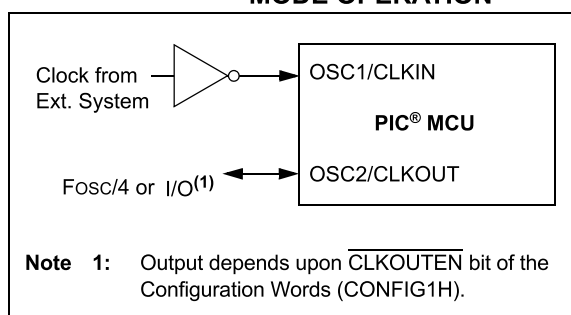 MODE OPERATION
Clock from
Ext. System
OSC1/CLKIN
PIC® MCU
FOSC/4 or I/O(1)
OSC2/CLKOUT
Note 1: Output depends upon CLKOUTEN bit of the
Configuration Words (CONFIG1H).